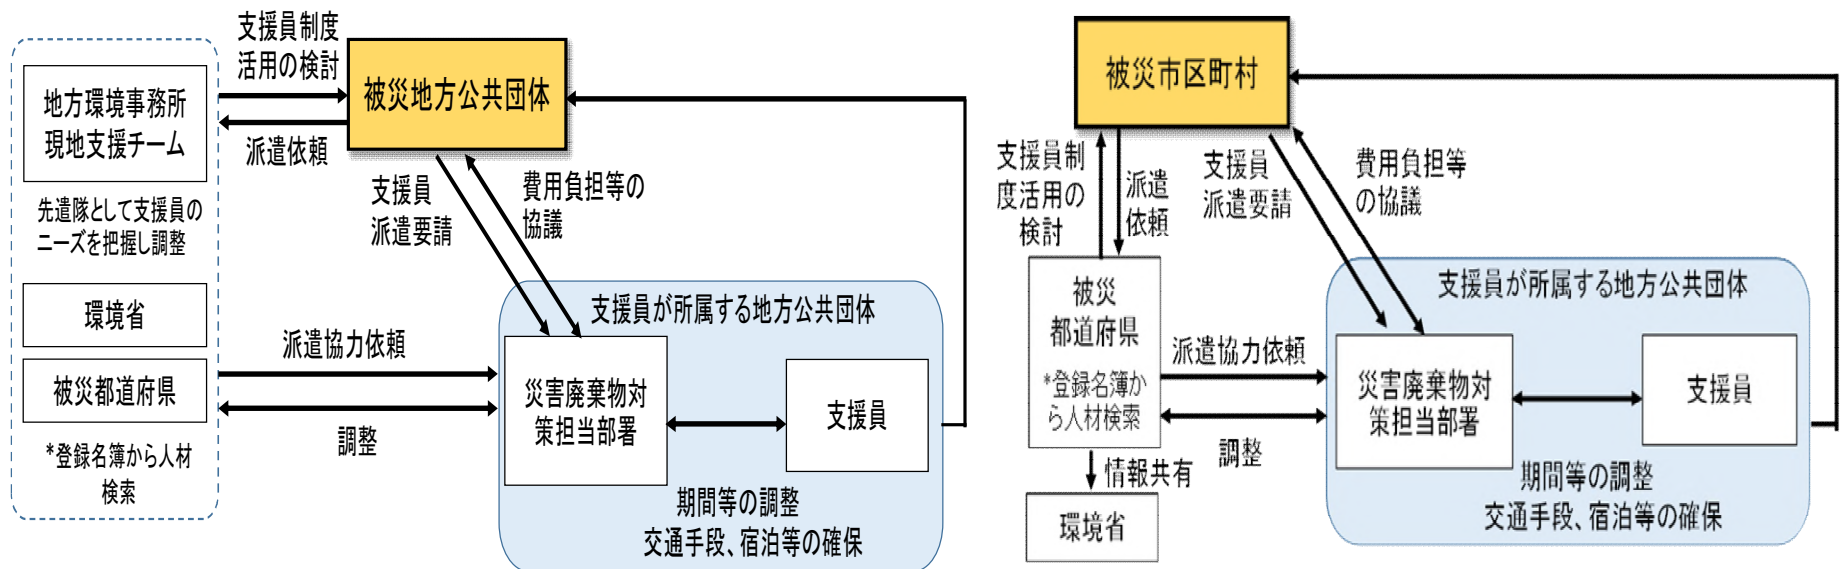 支援員制度
活用の検討
被災地方公共団体
地方環境事務所
現地支援チーム
派遣依頼
先遣隊として支援員の
ニーズを把握し調整
支援員
派遣要請
費用負担等の
協議
環境省
被災都道府県
*登録名簿から人材
検索
派遣協力依頼
調整
支援員が所属する地方公共団体
災害廃棄物対
策担当部署
支援員
期間等の調整
交通手段、宿泊等の確保
被災市区町村
支援員制
度活用の
検討
派遣
依頼
支援員
派遣要請
費用負担等
の協議
被災
都道府県
*登録名簿か
ら人材検索
派遣協力依頼
調整
情報共有
環境省
支援員が所属する地方公共団体
災害廃棄物対
策担当部署
支援員
期間等の調整
交通手段、宿泊等の確保